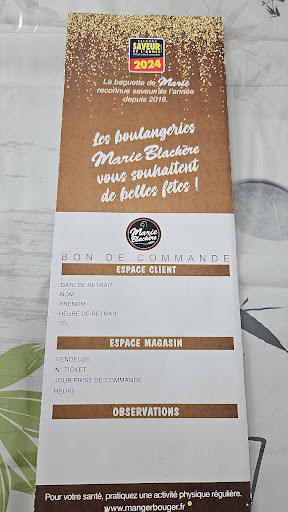 SAVEUR
DE L'ANNÉE
2024
La baguette de Marie
reconnue saveur de l'année
depuis 2016.
Les boulangeries
Marie Blachère
vous souhaitent
de belles fêtes !
Marie
Blachère
BON DE COMMANDE
ESPACE CLIENT
DATE DE RETRAIT
NOM
PRÉNOM
HEURE DE RETRAIT
TÉL
ESPACE MAGASIN
VENDEUSE
N° TICKET
JOUR PRISE DE COMMANDE
HEURE
OBSERVATIONS
Pour votre santé, pratiquez une activité physique régulière.
www.mangerbouger.fr